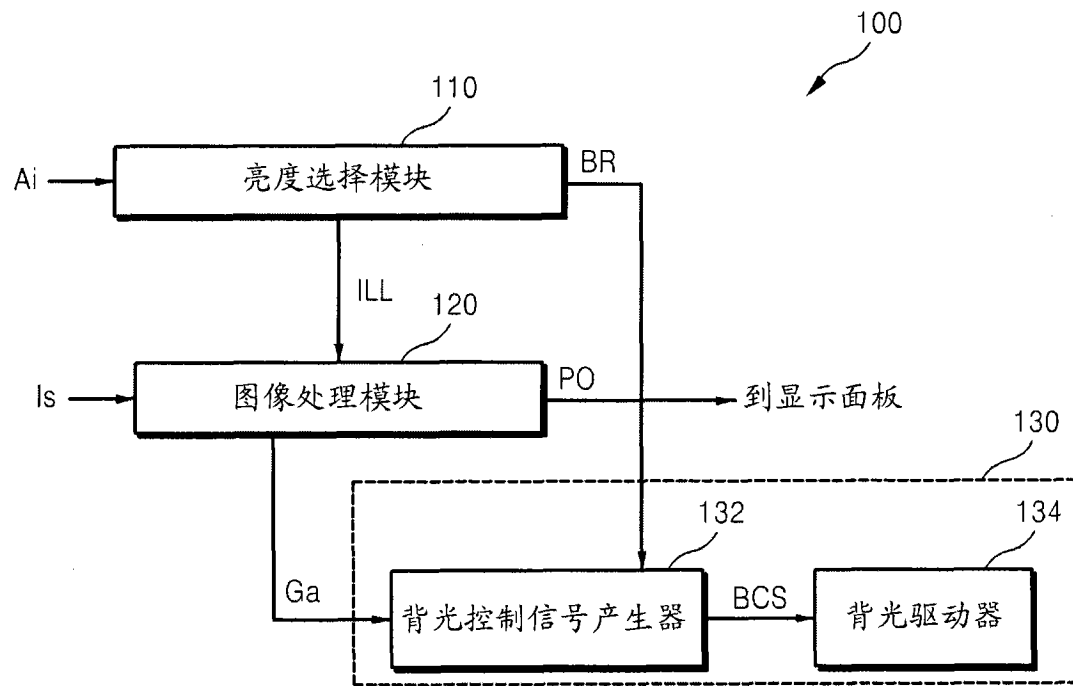 100
110
Ai
亮度选择模块
BR
ILL
120
Is
图像处理模块
PO
到显示面板
130
132
134
Ga
背光控制信号产生器
BCS
背光驱动器